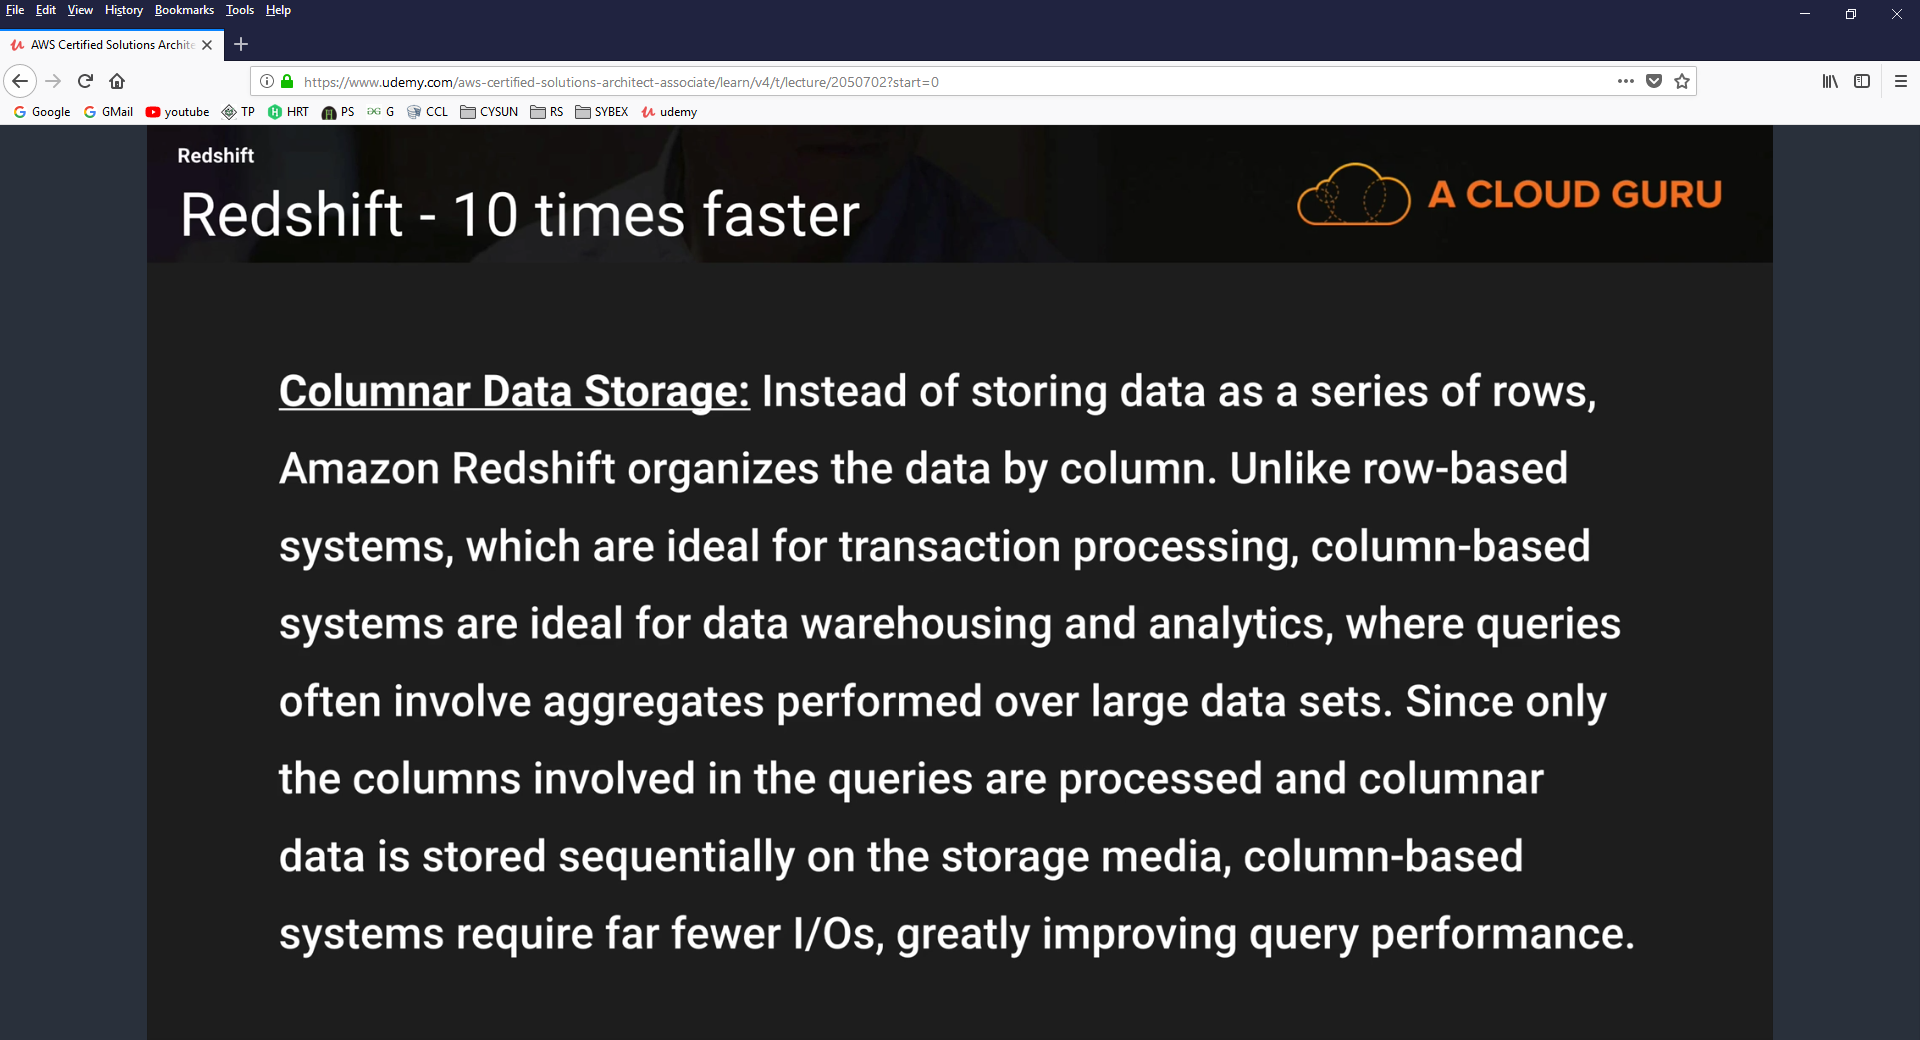 File Edit View History Bookmarks Tools Help
AWS Certified Solutions Archite
https://www.udemy.com/aws-certified-solutions-architect-associate/learn/v4/t/lecture/2050702?start=0
Google GMail youtube TP HRT PS G CCL CYSUN RS SYBEX udemy
Redshift
Redshift - 10 times faster
A CLOUD GURU
Columnar Data Storage: Instead of storing data as a series of rows,
Amazon Redshift organizes the data by column. Unlike row-based
systems, which are ideal for transaction processing, column-based
systems are ideal for data warehousing and analytics, where queries
often involve aggregates performed over large data sets. Since only
the columns involved in the queries are processed and columnar
data is stored sequentially on the storage media, column-based
systems require far fewer I/Os, greatly improving query performance.